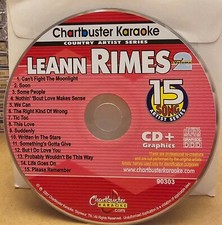 Chartbuster Karaoke
COUNTRY ARTIST SERIES
LEANN RIMES
2
15
SONG
ARTIST SERIES
1. Can't Fight The Moonlight
2. Soon
3. Some People
4. Nothin' 'Bout Love Makes Sense
5. We Can
6. The Right Kind Of Wrong
7. Tic Toc
8. This Love
9. Suddenly
10. Written In The Stars
11. Something's Gotta Give
12. But I Do Love You
13. Probably Wouldn't Be This Way
14. Life Goes On
15. Please Remember
CD+
Graphics
www.chartbusterkaraoke.com
90303
Chartbuster
KARAOKE
.com